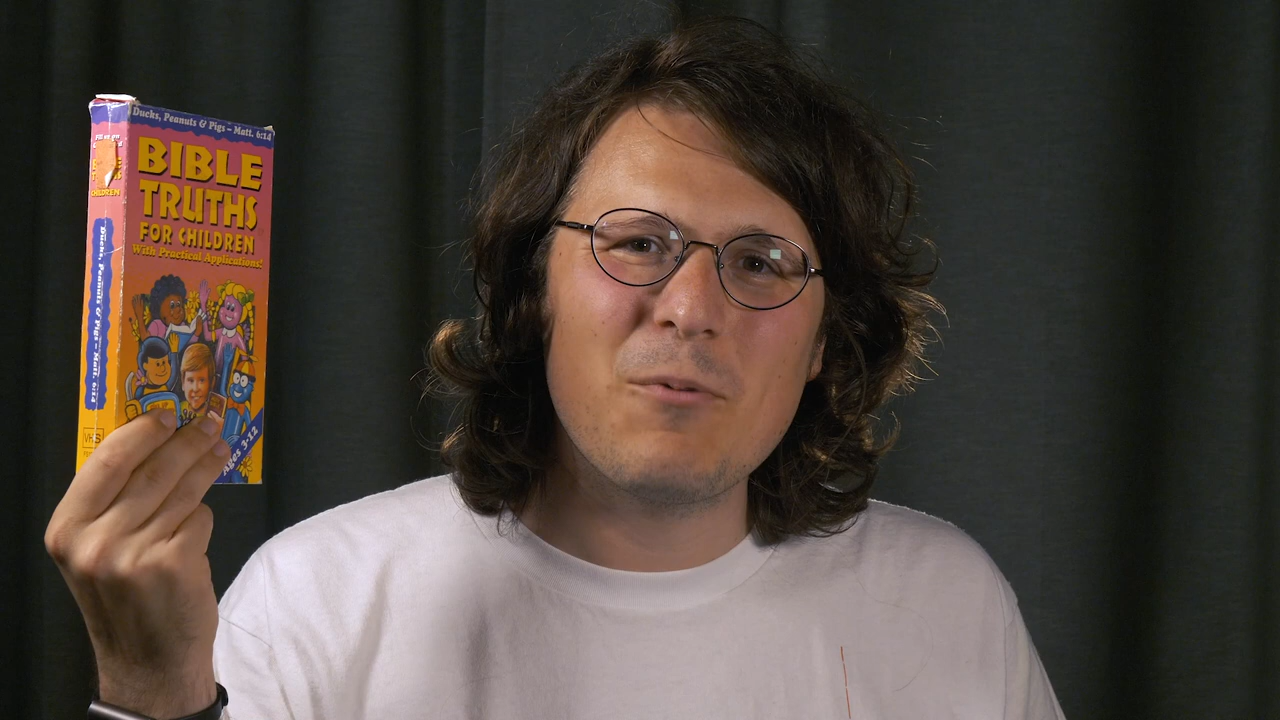 Ducks, Peanuts & Pigs – Matt. 6:14
BIBLE
TRUTHS
FOR CHILDREN
With Practical Applications!
Ages 3-12
CHILDREN
Ducks, Peanuts & Pigs – Matt. 6:14
VHS